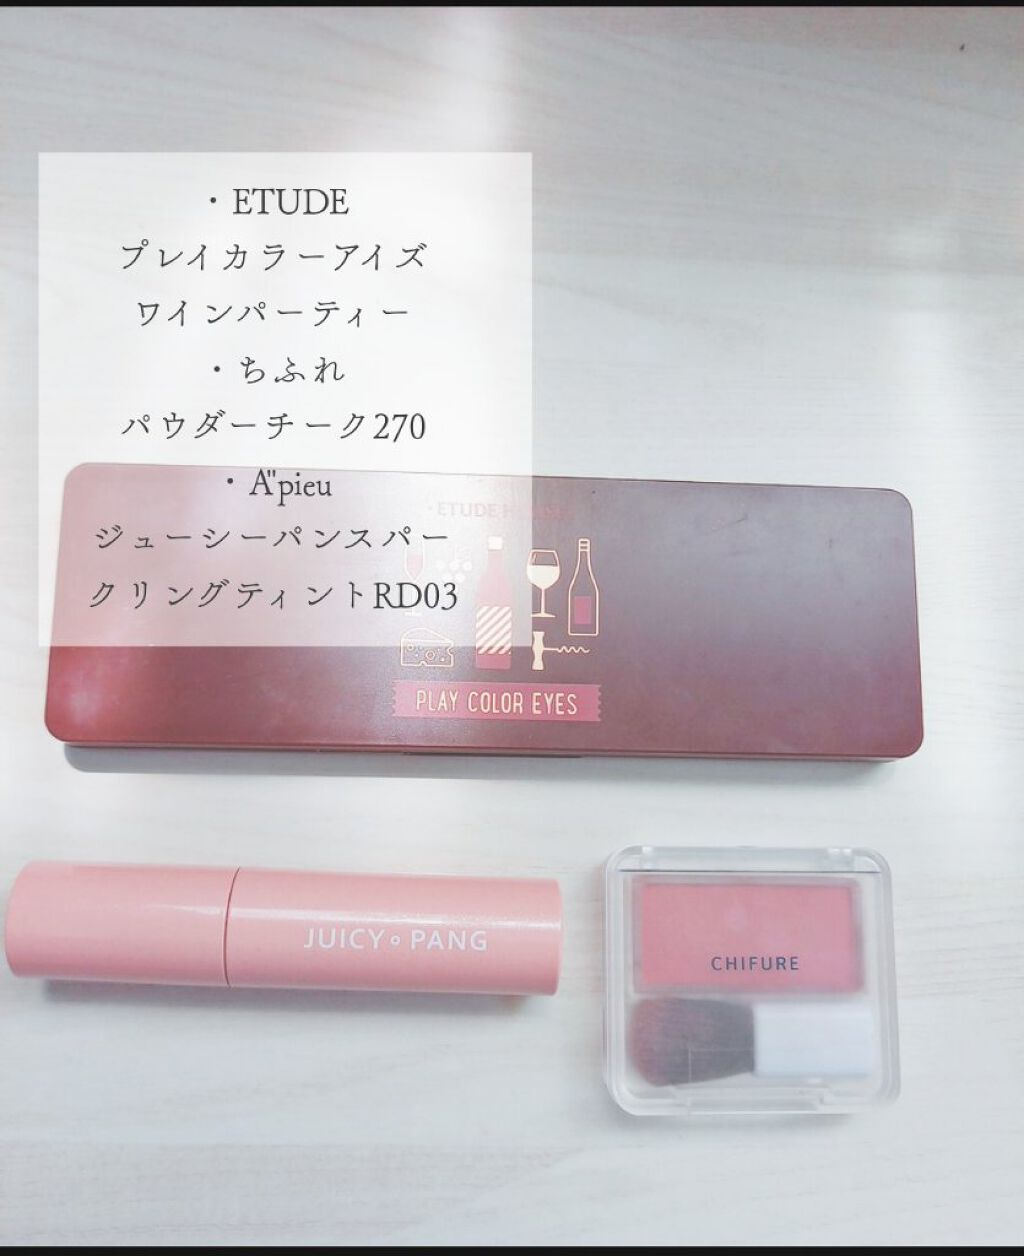 ・ETUDE
プレイカラーアイズ
ワインパーティー
・ちふれ
パウダーチーク270
・A"pieu
ジューシーパンスパー
クリングティントRD03
ETUDE HOUSE
PLAY COLOR EYES
JUICY PANG
CHIFURE